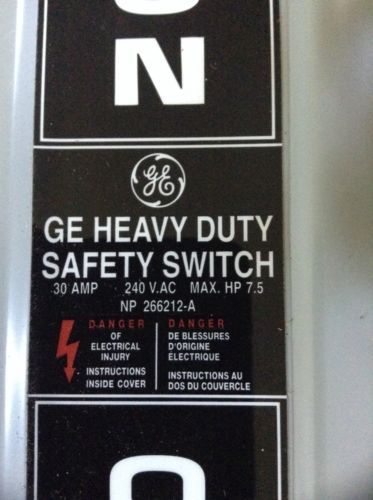 O
N
GE
GE HEAVY DUTY
SAFETY SWITCH
30 AMP 240 V.AC MAX. HP 7.5
NP 266212-A
DANGER
OF
ELECTRICAL
INJURY
INSTRUCTIONS
INSIDE COVER
DANGER
DE BLESSURES
D'ORIGINE
ÉLECTRIQUE
INSTRUCTIONS AU
DOS DU COUVERCLE
O